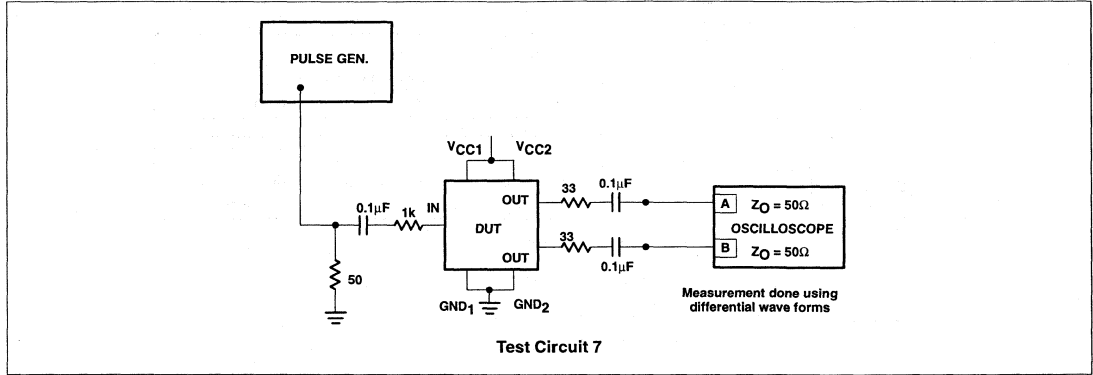 PULSE GEN.
VCC1 VCC2
0.1μF 1k IN
OUT
33 0.1μF
DUT
33
OUT
0.1μF
50
GND1 GND2
A ZO = 50Ω
OSCILLOSCOPE
B ZO = 50Ω
Measurement done using
differential wave forms
Test Circuit 7